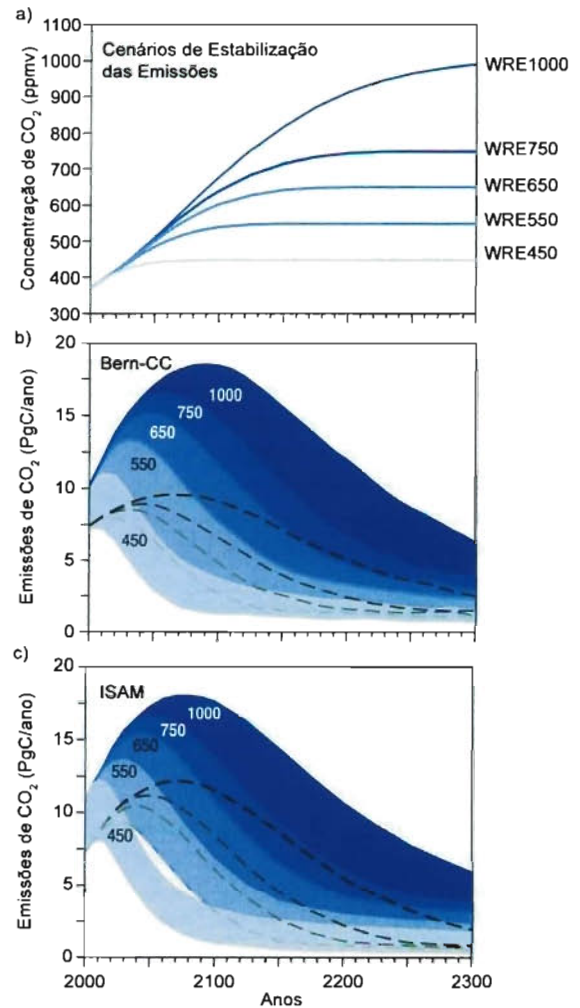 a)
Concentração de CO₂ (ppmv)
1100
1000
900
800
700
600
500
400
300
Cenários de Estabilização
das Emissões
WRE1000
WRE750
WRE650
WRE550
WRE450
b)
Emissões de CO₂ (PgC/ano)
20
15
10
5
0
Bern-CC
1000
750
650
550
450
c)
Emissões de CO₂ (PgC/ano)
20
15
10
5
0
ISAM
1000
750
650
550
450
2000
2100
2200
2300
Anos